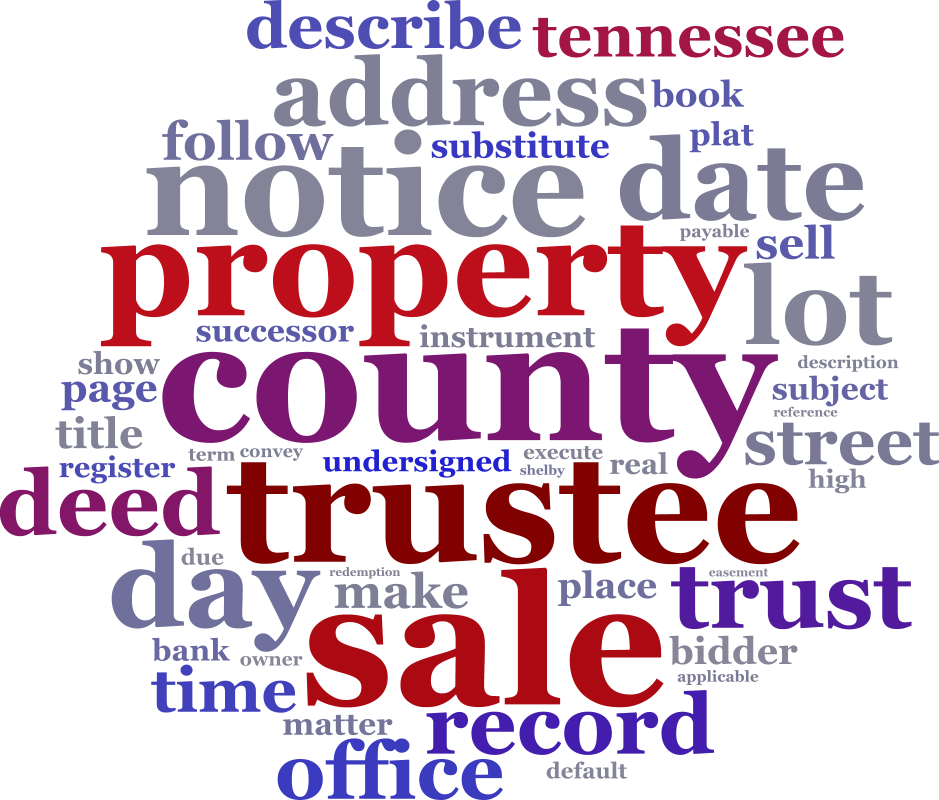 describe
tennessee
address
book
follow
substitute
plat
notice
date
payable
property
sell
lot
successor
instrument
show
county
description
page
subject
reference
title
term
convey
execute
street
register
undersigned
shelby
real
high
deed
trustee
due
day
redemption
make
place
easement
trust
sale
bank
owner
bidder
applicable
time
matter
record
office
default